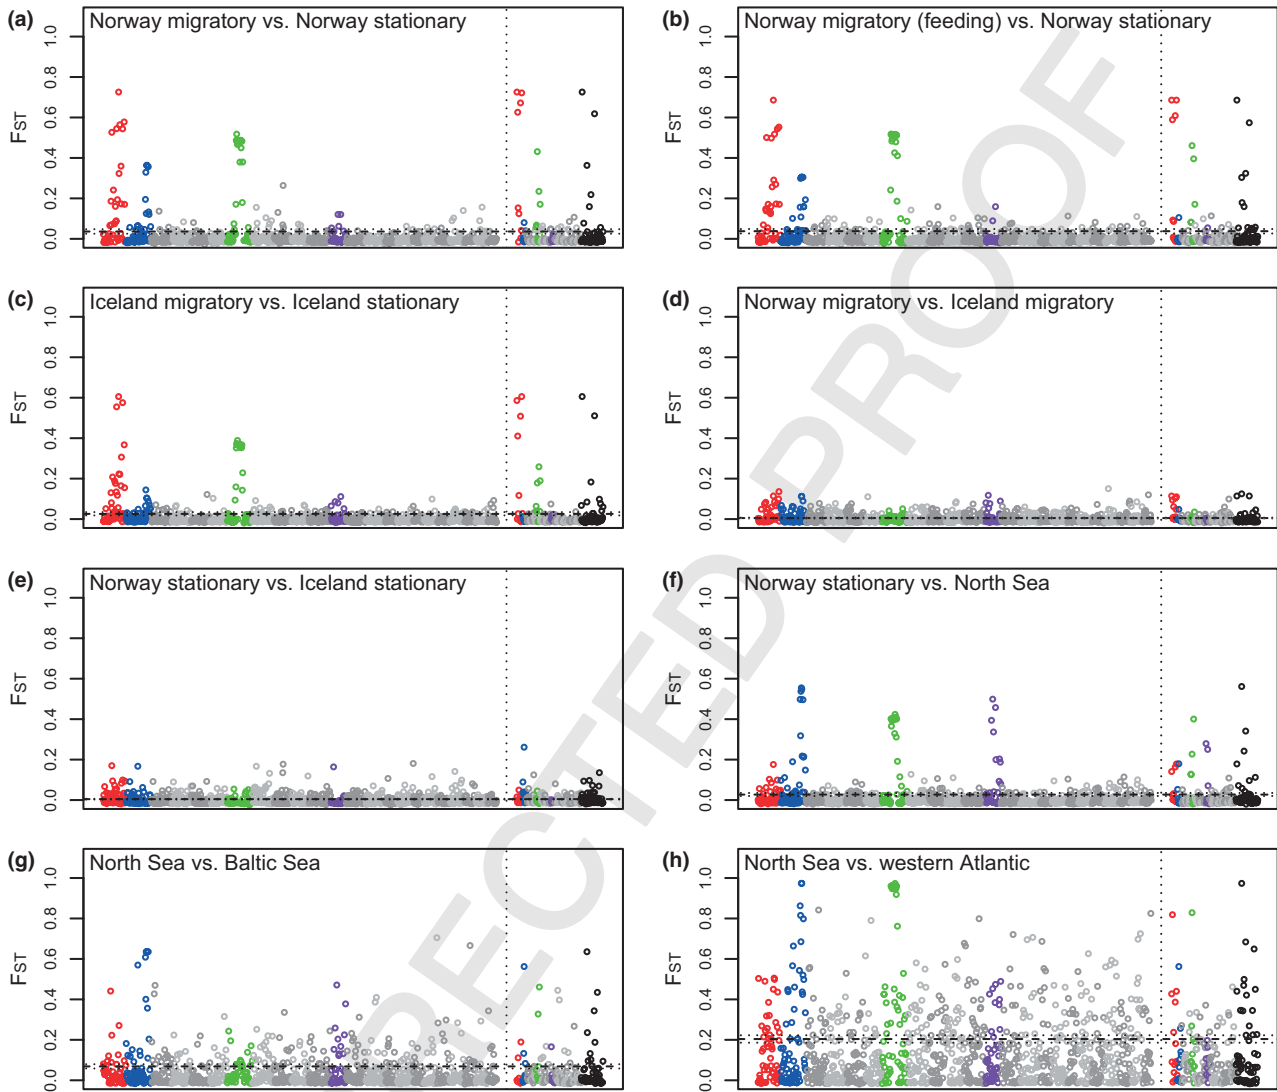 (a) Norway migratory vs. Norway stationary
FST
1.0
0.8
0.6
0.4
0.2
0.0
(b) Norway migratory (feeding) vs. Norway stationary
FST
1.0
0.8
0.6
0.4
0.2
0.0
(c) Iceland migratory vs. Iceland stationary
FST
1.0
0.8
0.6
0.4
0.2
0.0
(d) Norway migratory vs. Iceland migratory
FST
1.0
0.8
0.6
0.4
0.2
0.0
(e) Norway stationary vs. Iceland stationary
FST
1.0
0.8
0.6
0.4
0.2
0.0
(f) Norway stationary vs. North Sea
FST
1.0
0.8
0.6
0.4
0.2
0.0
(g) North Sea vs. Baltic Sea
FST
1.0
0.8
0.6
0.4
0.2
0.0
(h) North Sea vs. western Atlantic
FST
1.0
0.8
0.6
0.4
0.2
0.0
RECTED PROOF